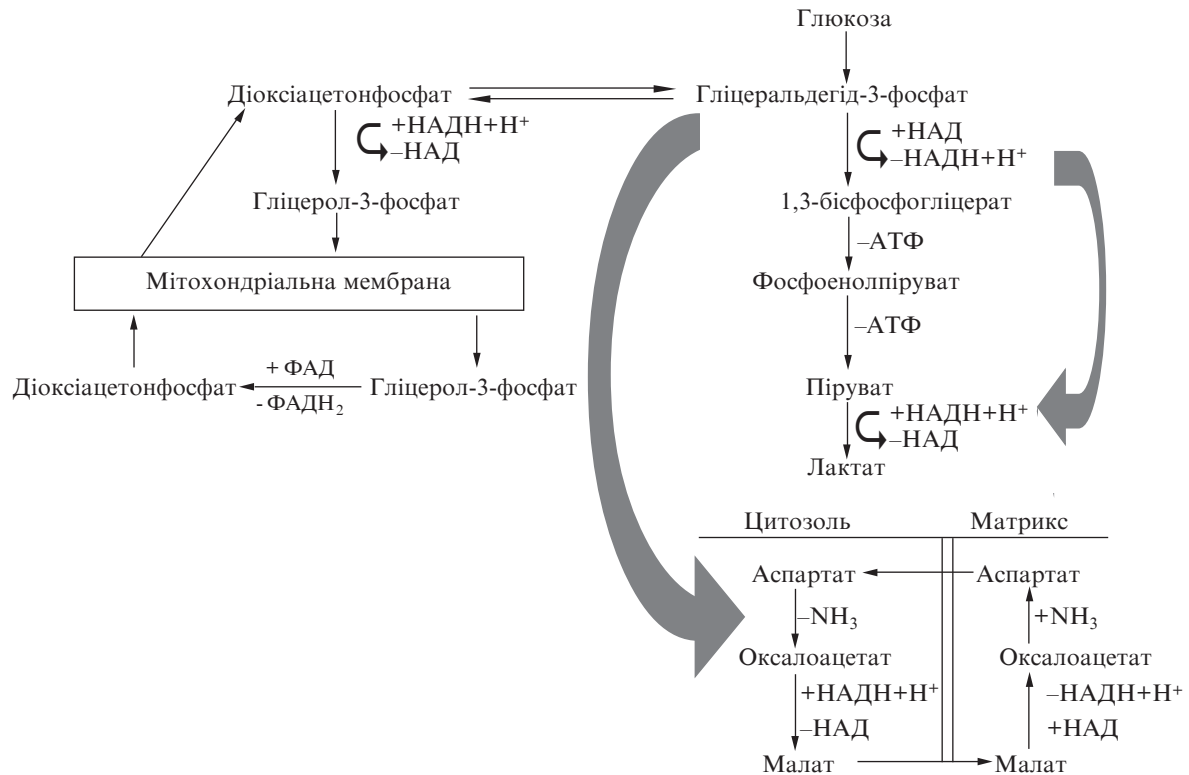 Глюкоза
Діоксіацетонфосфат
Гліцеральдегід-3-фосфат
+НАДН+Н⁺
–НАД
+НАД
–НАДН+Н⁺
Гліцерол-3-фосфат
1,3-бісфосфогліцерат
–АТФ
Мітохондріальна мембрана
Фосфоенолпіруват
–АТФ
+ ФАД
Діоксіацетонфосфат
Гліцерол-3-фосфат
- ФАДН₂
Піруват
+НАДН+Н⁺
–НАД
Лактат
Цитозоль
Матрикс
Аспартат
Аспартат
–NH₃
+NH₃
Оксалоацетат
Оксалоацетат
+НАДН+Н⁺
–НАД
–НАДН+Н⁺
+НАД
Малат
Малат